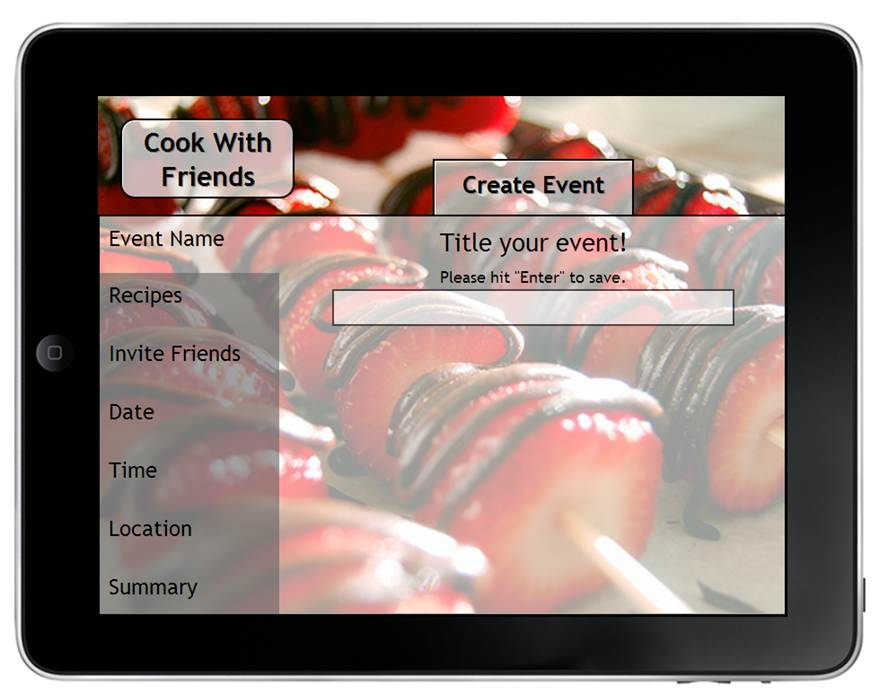 Cook With
Friends
Create Event
Event Name
Title your event!
Please hit "Enter" to save.
Recipes
Invite Friends
Date
Time
Location
Summary